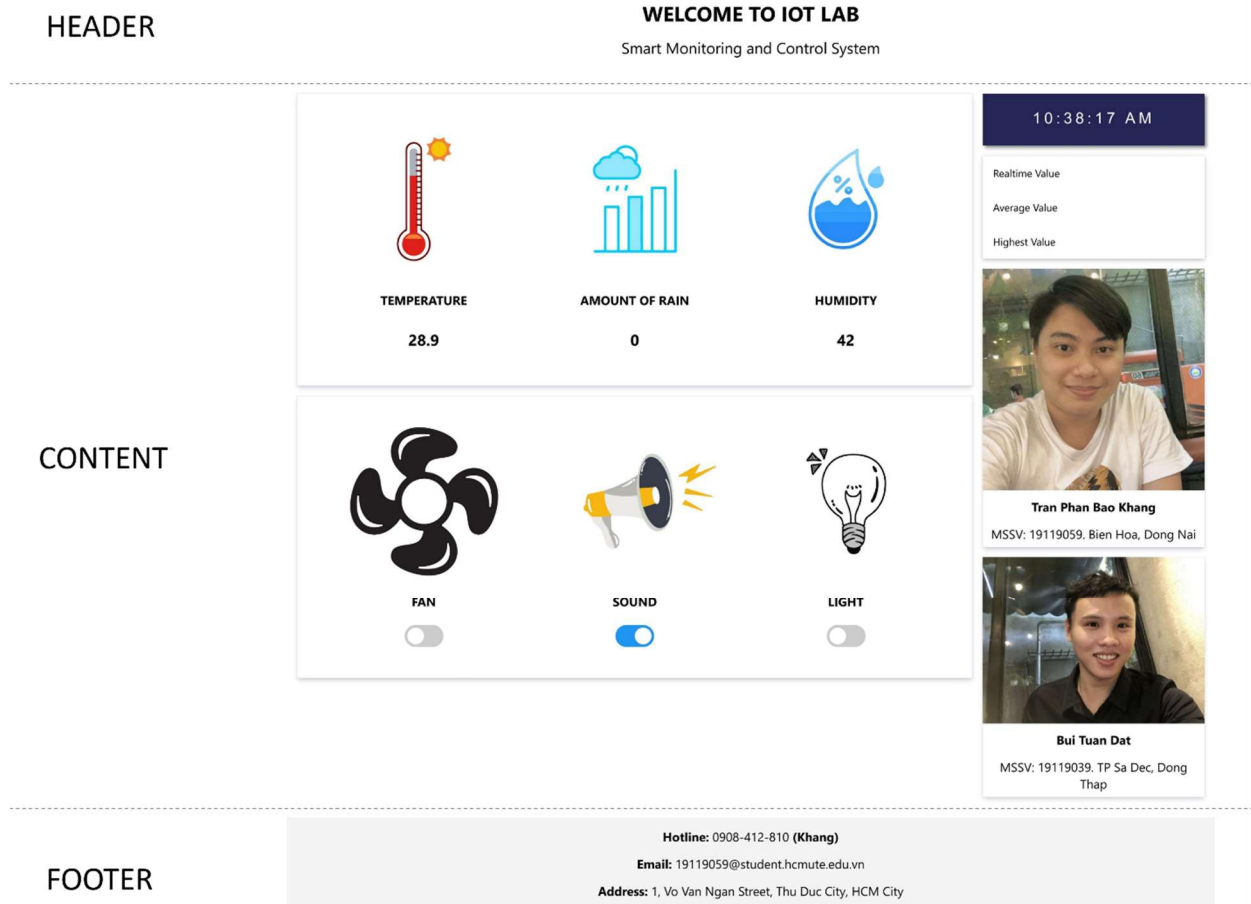 HEADER
WELCOME TO IOT LAB
Smart Monitoring and Control System
CONTENT
TEMPERATURE
28.9
AMOUNT OF RAIN
0
%
HUMIDITY
42
FAN
SOUND
LIGHT
10:38:17 AM
Realtime Value
Average Value
Highest Value
Tran Phan Bao Khang
MSSV: 19119059. Bien Hoa, Dong Nai
Bui Tuan Dat
MSSV: 19119039. TP Sa Dec, Dong
Thap
FOOTER
Hotline: 0908-412-810 (Khang)
Email: 19119059@student.hcmute.edu.vn
Address: 1, Vo Van Ngan Street, Thu Duc City, HCM City